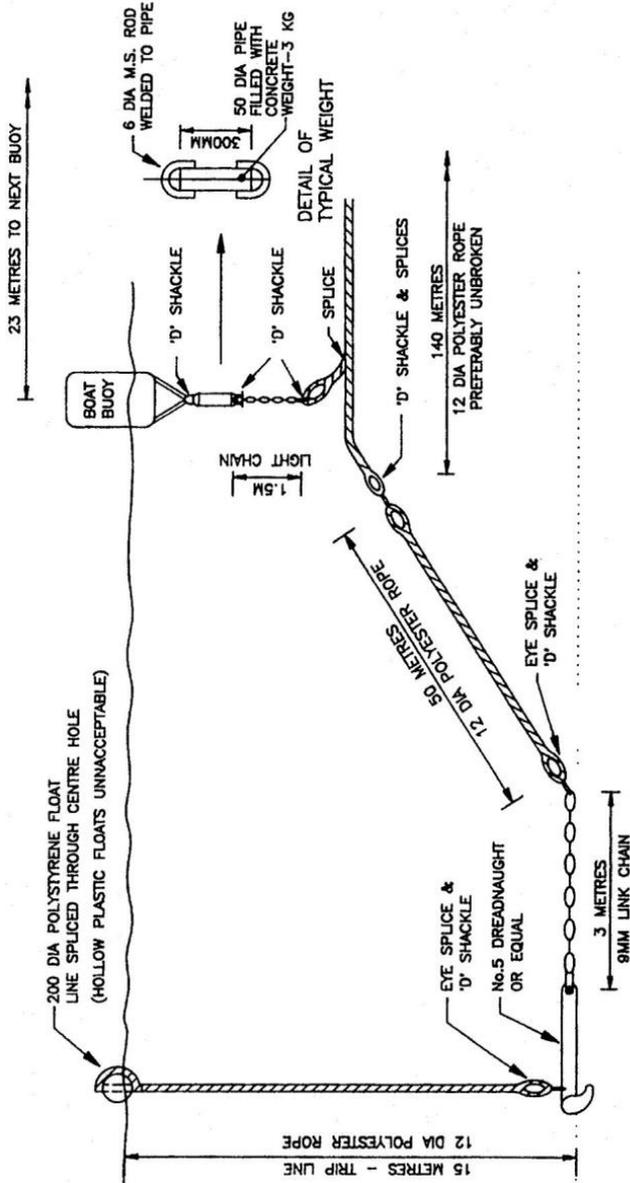 23 METRES TO NEXT BUOY
6 DIA M.S. ROD
WELDED TO PIPE
300MM
50 DIA PIPE
FILLED WITH
CONCRETE
WEIGHT-3 KG
DETAIL OF
TYPICAL WEIGHT
BOAT
BUOY
'D' SHACKLE
'D' SHACKLE
1.5M
LIGHT CHAIN
SPLICE
'D' SHACKLE & SPLICES
140 METRES
12 DIA POLYESTER ROPE
PREFERABLY UNBROKEN
50 METRES
12 DIA POLYESTER ROPE
EYE SPLICE &
'D' SHACKLE
200 DIA POLYSTYRENE FLOAT
LINE SPLICED THROUGH CENTRE HOLE
(HOLLOW PLASTIC FLOATS UNACCEPTABLE)
EYE SPLICE &
'D' SHACKLE
No.5 DREADNAUGHT
OR EQUAL
3 METRES
9MM LINK CHAIN
15 METRES - TRIP LINE
12 DIA POLYESTER ROPE